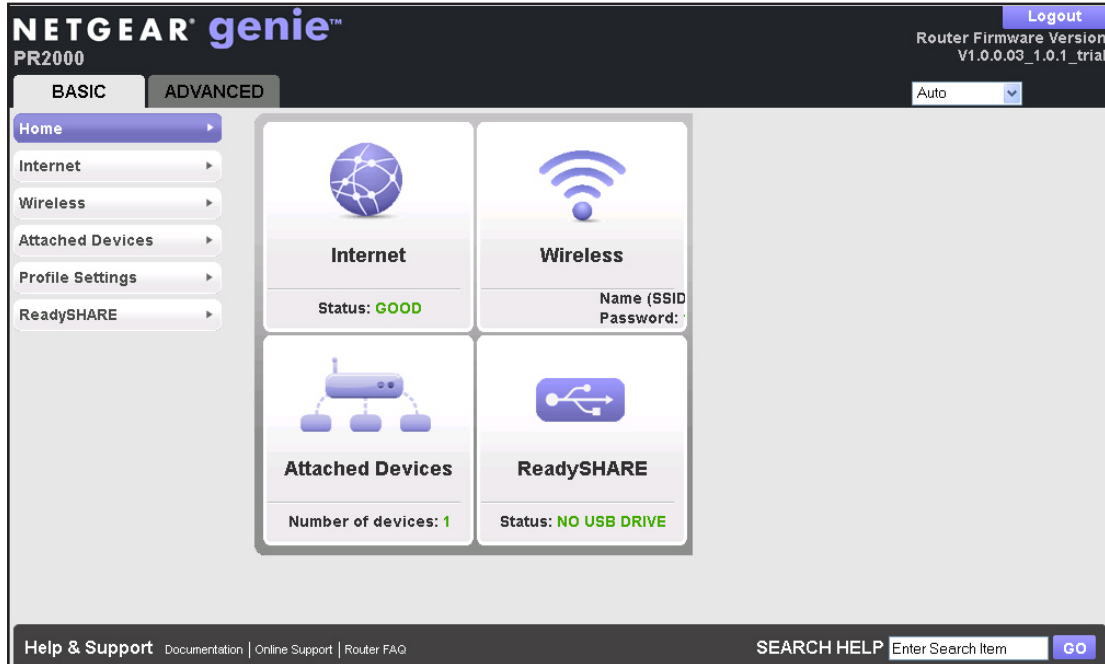 NETGEAR® genie™
Logout
PR2000
Router Firmware Version
V1.0.0.03_1.0.1_trial
BASIC
ADVANCED
Auto
Home
Internet
Wireless
Attached Devices
Profile Settings
ReadySHARE
Internet
Status: GOOD
Wireless
Name (SSID
Password:
Attached Devices
Number of devices: 1
ReadySHARE
Status: NO USB DRIVE
Help & Support Documentation | Online Support | Router FAQ
SEARCH HELP Enter Search Item GO